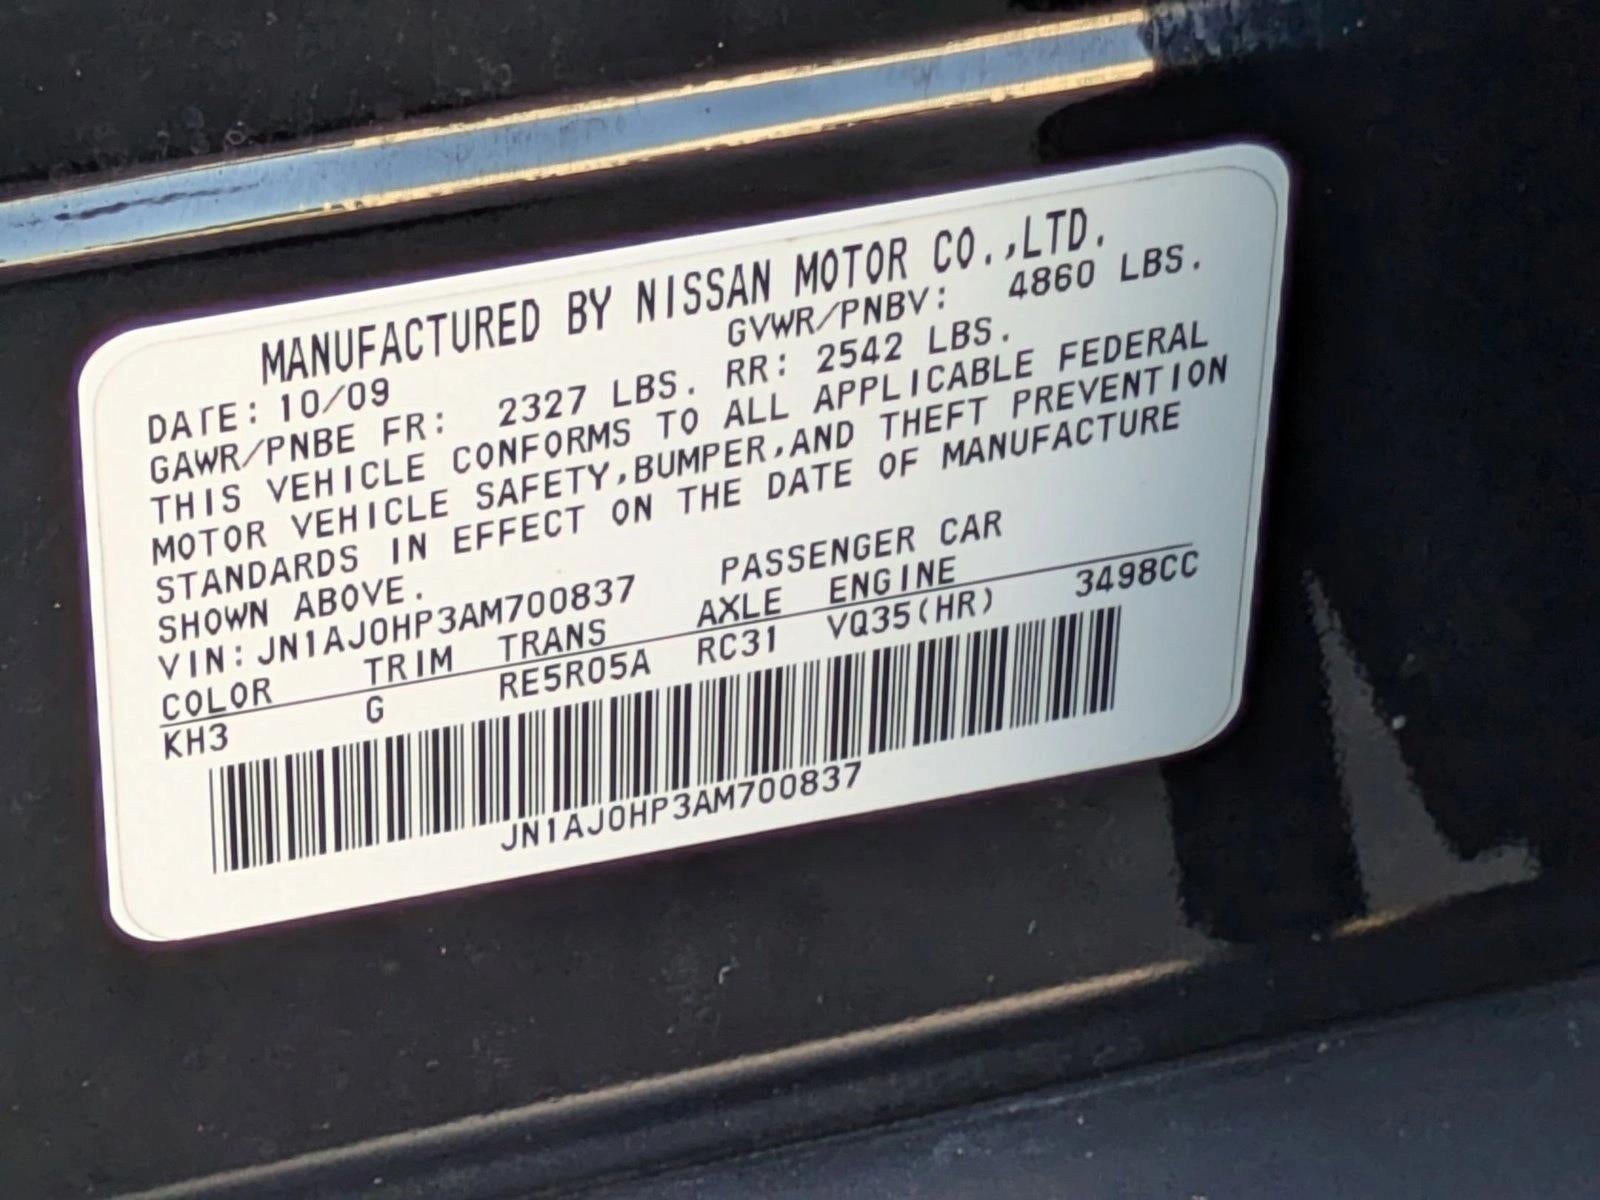 MANUFACTURED BY NISSAN MOTOR CO.,LTD.
DATE: 10/09 GVWR/PNBV: 4860 LBS.
GAWR/PNBE FR: 2327 LBS. RR: 2542 LBS.
THIS VEHICLE CONFORMS TO ALL APPLICABLE FEDERAL
MOTOR VEHICLE SAFETY,BUMPER,AND THEFT PREVENTION
STANDARDS IN EFFECT ON THE DATE OF MANUFACTURE
SHOWN ABOVE.
VIN: JN1AJ0HP3AM700837 PASSENGER CAR
COLOR TRIM TRANS AXLE ENGINE
KH3 G RE5R05A RC31 VQ35(HR) 3498CC
JN1AJ0HP3AM700837